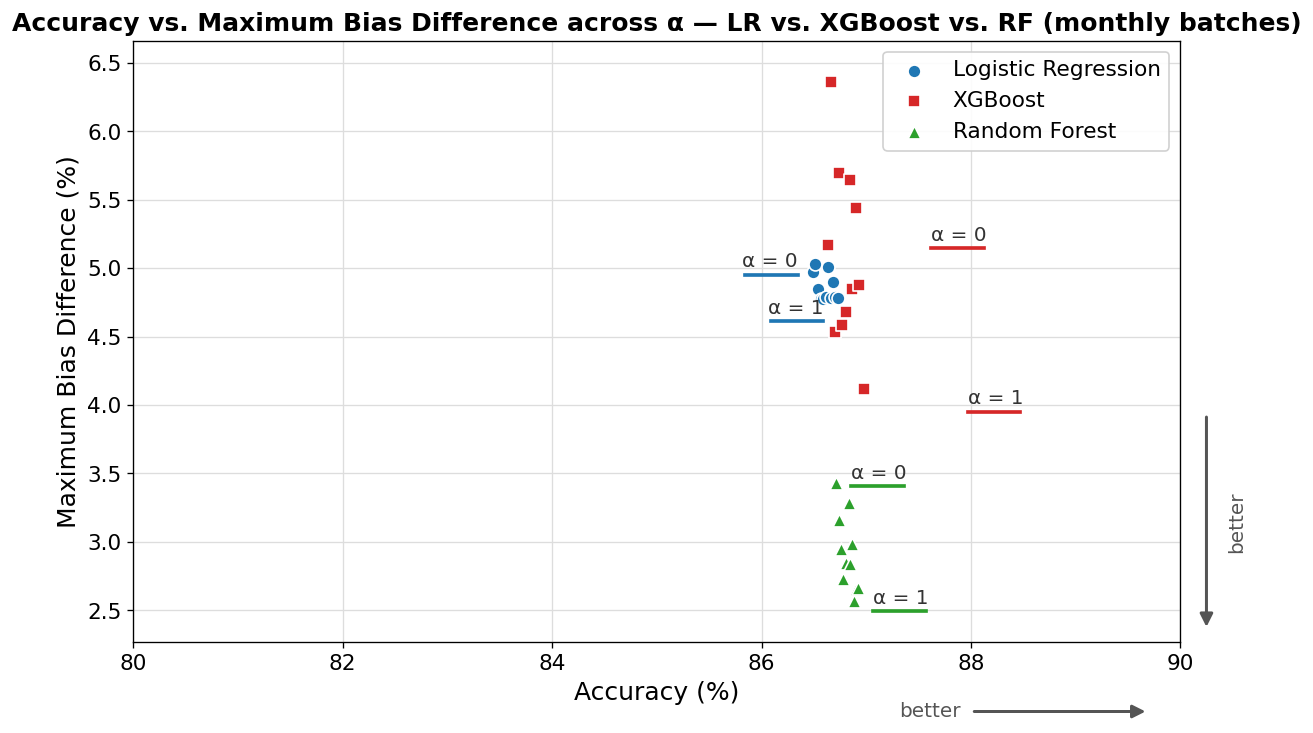 Accuracy vs. Maximum Bias Difference across α — LR vs. XGBoost vs. RF (monthly batches)
Logistic Regression
XGBoost
Random Forest
Maximum Bias Difference (%)
6.5
6.0
5.5
5.0
4.5
4.0
3.5
3.0
2.5
α = 0
α = 0
α = 1
α = 1
α = 0
α = 1
better
80
82
84
86
88
90
Accuracy (%)
better